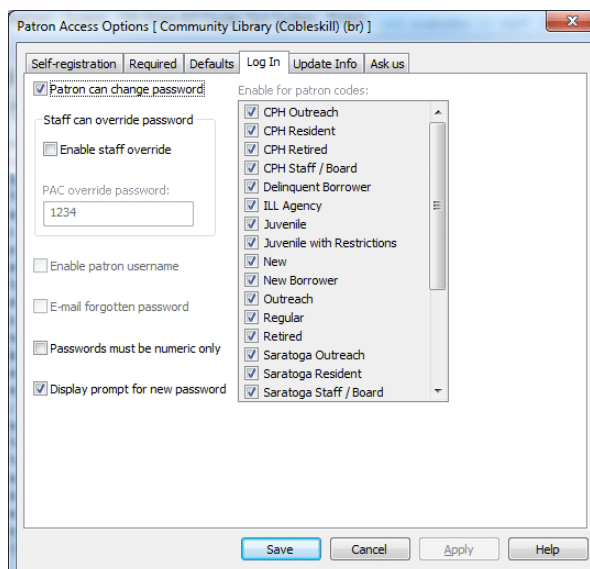 Patron Access Options [ Community Library (Cobleskill) (br) ]
Self-registration Required Defaults Log In Update Info Ask us
Patron can change password
Staff can override password
Enable staff override
PAC override password:
1234
Enable patron username
E-mail forgotten password
Passwords must be numeric only
Display prompt for new password
Enable for patron codes:
CPH Outreach
CPH Resident
CPH Retired
CPH Staff / Board
Delinquent Borrower
ILL Agency
Juvenile
Juvenile with Restrictions
New
New Borrower
Outreach
Regular
Retired
Saratoga Outreach
Saratoga Resident
Saratoga Staff / Board
Save Cancel Apply Help